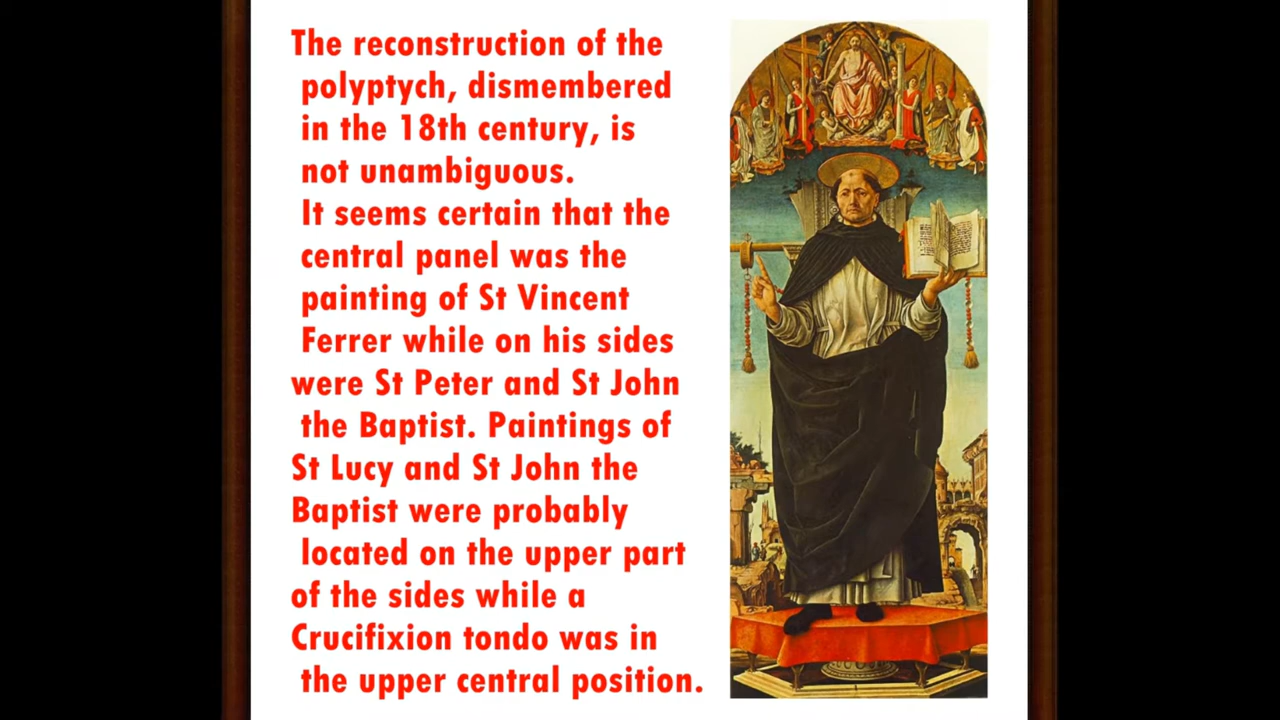 The reconstruction of the
polyptych, dismembered
in the 18th century, is
not unambiguous.
It seems certain that the
central panel was the
painting of St Vincent
Ferrer while on his sides
were St Peter and St John
the Baptist. Paintings of
St Lucy and St John the
Baptist were probably
located on the upper part
of the sides while a
Crucifixion tondo was in
the upper central position.